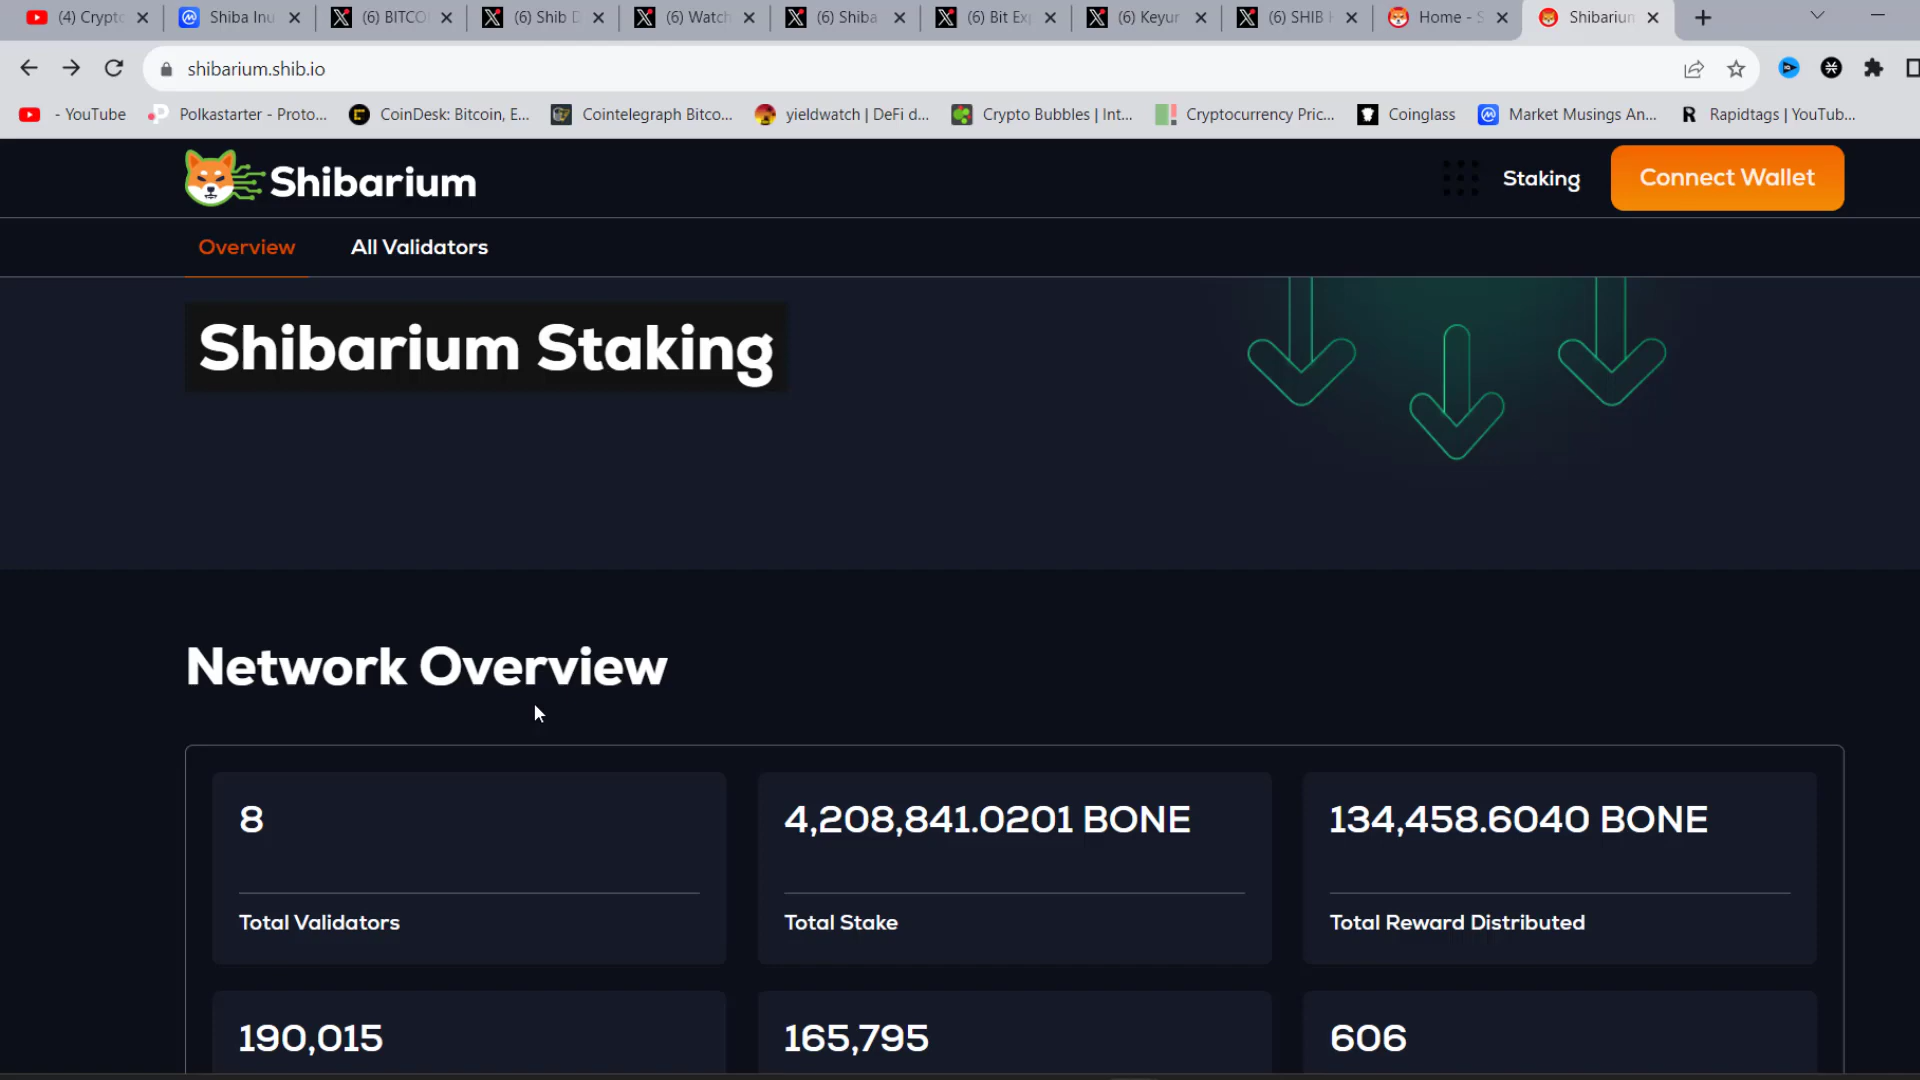 (4) Crypto
Shiba Inu
(6) BITCO
(6) Shib D
(6) Watch
(6) Shiba
(6) Bit Ex
(6) Keyur
(6) SHIB
Home - S
Shibarium
shibarium.shib.io
- YouTube
Polkastarter - Proto...
CoinDesk: Bitcoin, E...
Cointelegraph Bitco...
yieldwatch | DeFi d...
Crypto Bubbles | Int...
Cryptocurrency Pric...
Coinglass
Market Musings An...
R Rapidtags | YouTub...
Shibarium
Staking
Connect Wallet
Overview
All Validators
Shibarium Staking
Network Overview
8
4,208,841.0201 BONE
134,458.6040 BONE
Total Validators
Total Stake
Total Reward Distributed
190,015
165,795
606